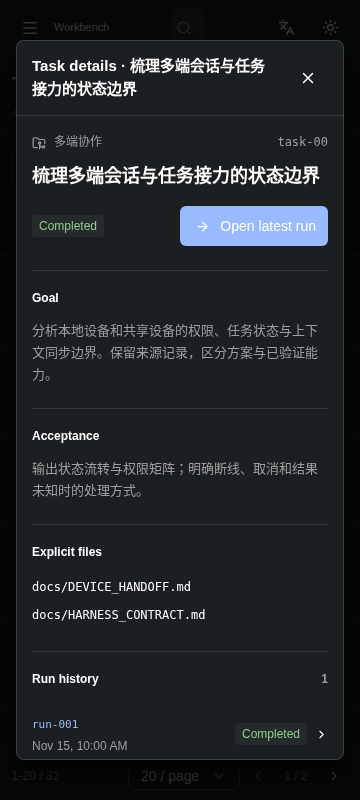 Workbench
Task details · 梳理多端会话与任务
接力的状态边界
多端协作
task-00
梳理多端会话与任务接力的状态边界
Completed
Open latest run
Goal
分析本地设备和共享设备的权限、任务状态与上下
文同步边界。保留来源记录，区分方案与已验证能
力。
Acceptance
输出状态流转与权限矩阵；明确断线、取消和结果
未知时的处理方式。
Explicit files
docs/DEVICE_HANDOFF.md
docs/HARNESS_CONTRACT.md
Run history
1
run-001
Completed
Nov 15, 10:00 AM
1-20 / 32
20 / page
1 / 2